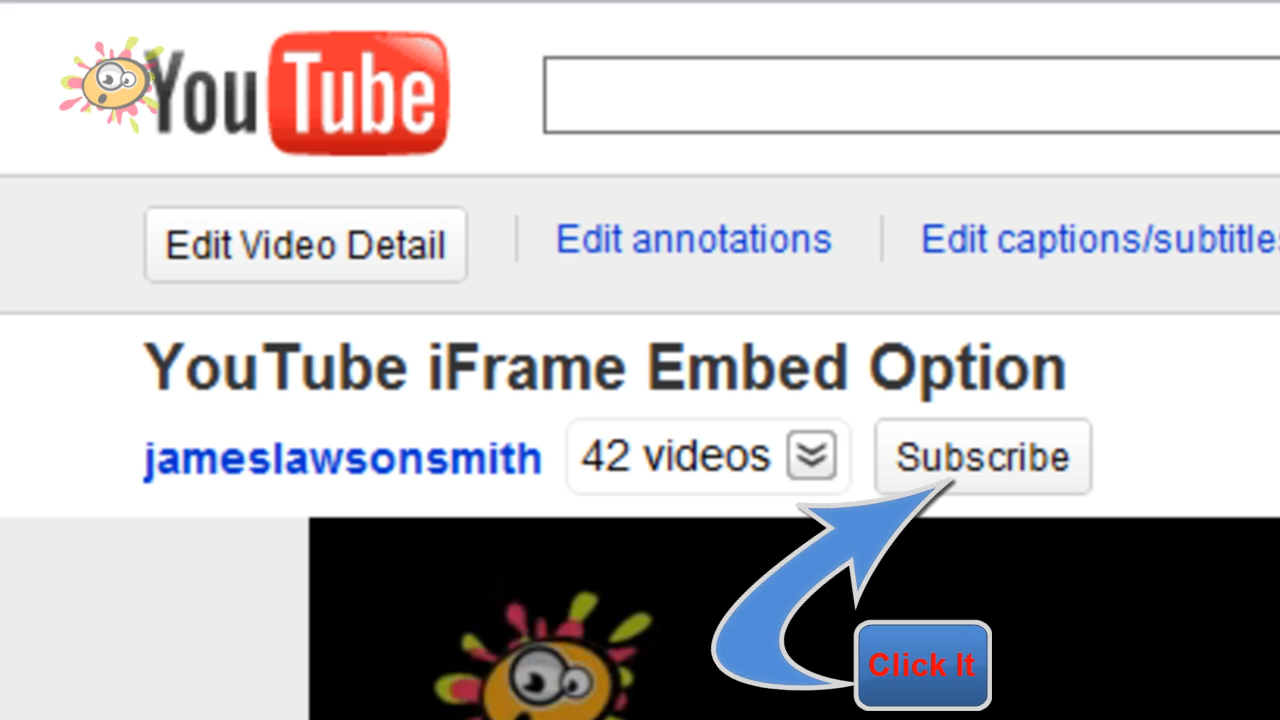 YouTube
Edit Video Detail
Edit annotations
Edit captions/subtitles
YouTube iFrame Embed Option
jameslawsonsmith
42 videos
Subscribe
Click It